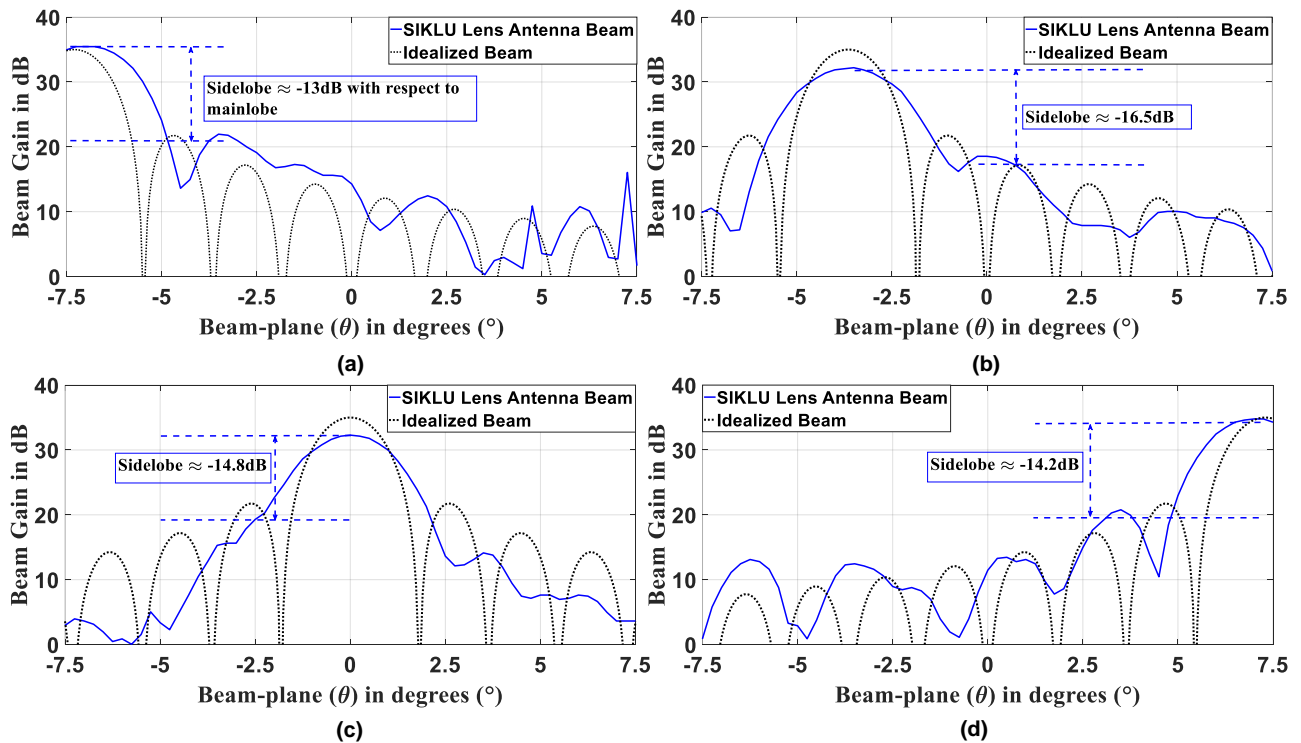 40
30
20
10
0
Beam Gain in dB
SIKLU Lens Antenna Beam
Idealized Beam
Sidelobe ≈ -13dB with respect to
mainlobe
-7.5 -5 -2.5 0 2.5 5 7.5
Beam-plane (θ) in degrees (°)
(a)
40
30
20
10
0
Beam Gain in dB
SIKLU Lens Antenna Beam
Idealized Beam
Sidelobe ≈ -16.5dB
-7.5 -5 -2.5 0 2.5 5 7.5
Beam-plane (θ) in degrees (°)
(b)
40
30
20
10
0
Beam Gain in dB
SIKLU Lens Antenna Beam
Idealized Beam
Sidelobe ≈ -14.8dB
-7.5 -5 -2.5 0 2.5 5 7.5
Beam-plane (θ) in degrees (°)
(c)
40
30
20
10
0
Beam Gain in dB
SIKLU Lens Antenna Beam
Idealized Beam
Sidelobe ≈ -14.2dB
-7.5 -5 -2.5 0 2.5 5 7.5
Beam-plane (θ) in degrees (°)
(d)